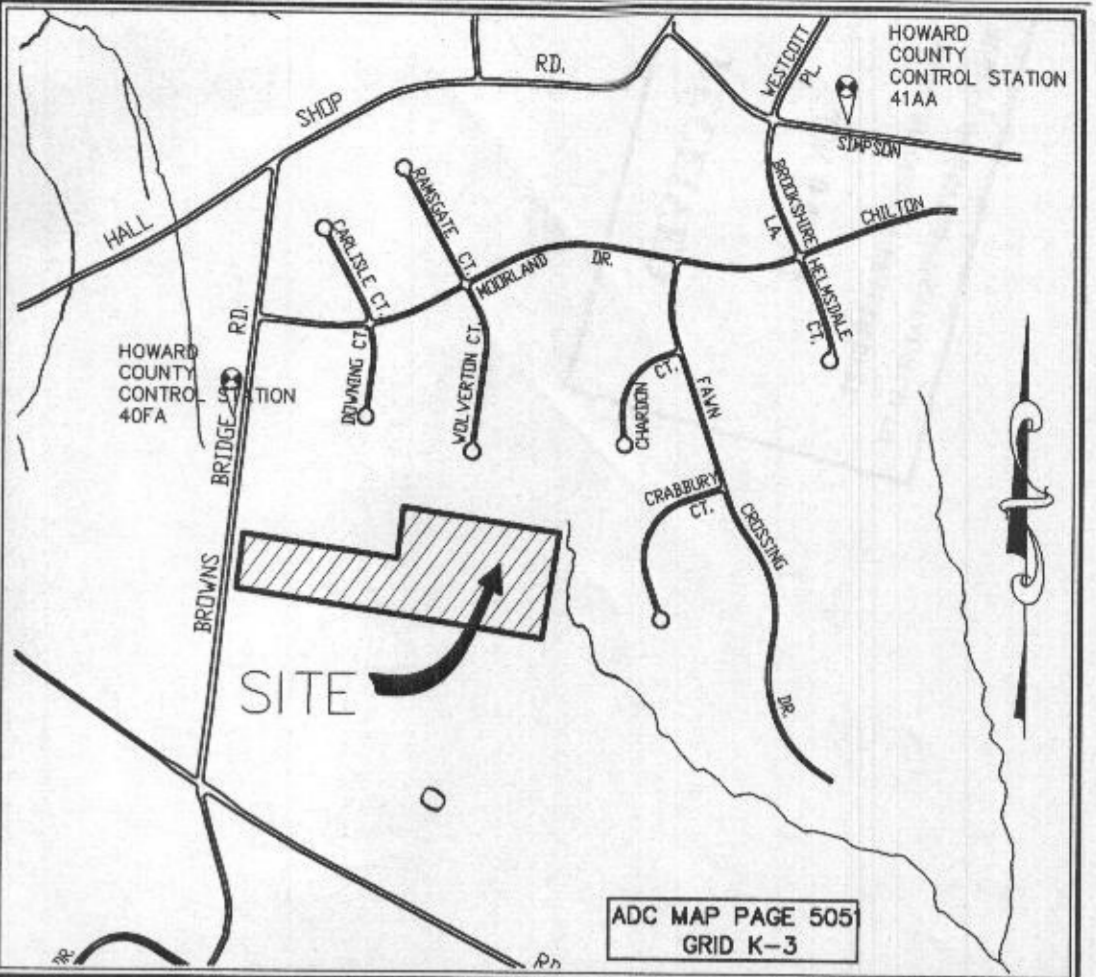 HOWARD
COUNTY
CONTROL STATION
41AA
WESTCOTT
PL.
RD.
SHOP
HALL
SIMPSON
BROOKSHIRE
LA.
CHILTON
RAMSGATE CT.
CARLISLE CT.
MOORLAND
DR.
HELMSDALE
CT.
RD.
HOWARD
COUNTY
CONTROL STATION
40FA
DOWNING CT.
WOLVERTON CT.
CT.
CHARDON
FAWN
BRIDGE
CRABBURY
CT.
CROSSING
BROWNS
SITE
DR.
ADC MAP PAGE 5051
GRID K-3
DR.
RD.